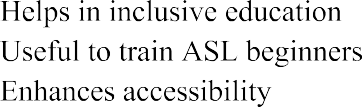 Helps in inclusive education
Useful to train ASL beginners
Enhances accessibility